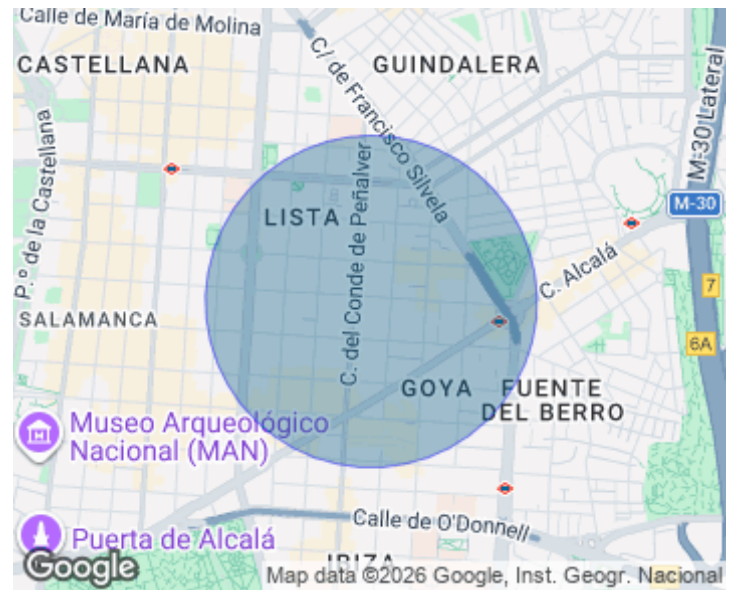 Calle de María de Molina
CASTELLANA
GUINDALERA
C/ de Francisco Silvela
M-30 Lateral
P.º de la Castellana
LISTA
C. del Conde de Peñalver
M-30
C. Alcalá
7
SALAMANCA
6A
GOYA
FUENTE
DEL BERRO
Museo Arqueológico
Nacional (MAN)
Calle de O'Donnell
Puerta de Alcalá
IBIZA
Google
Map data ©2026 Google, Inst. Geogr. Nacional